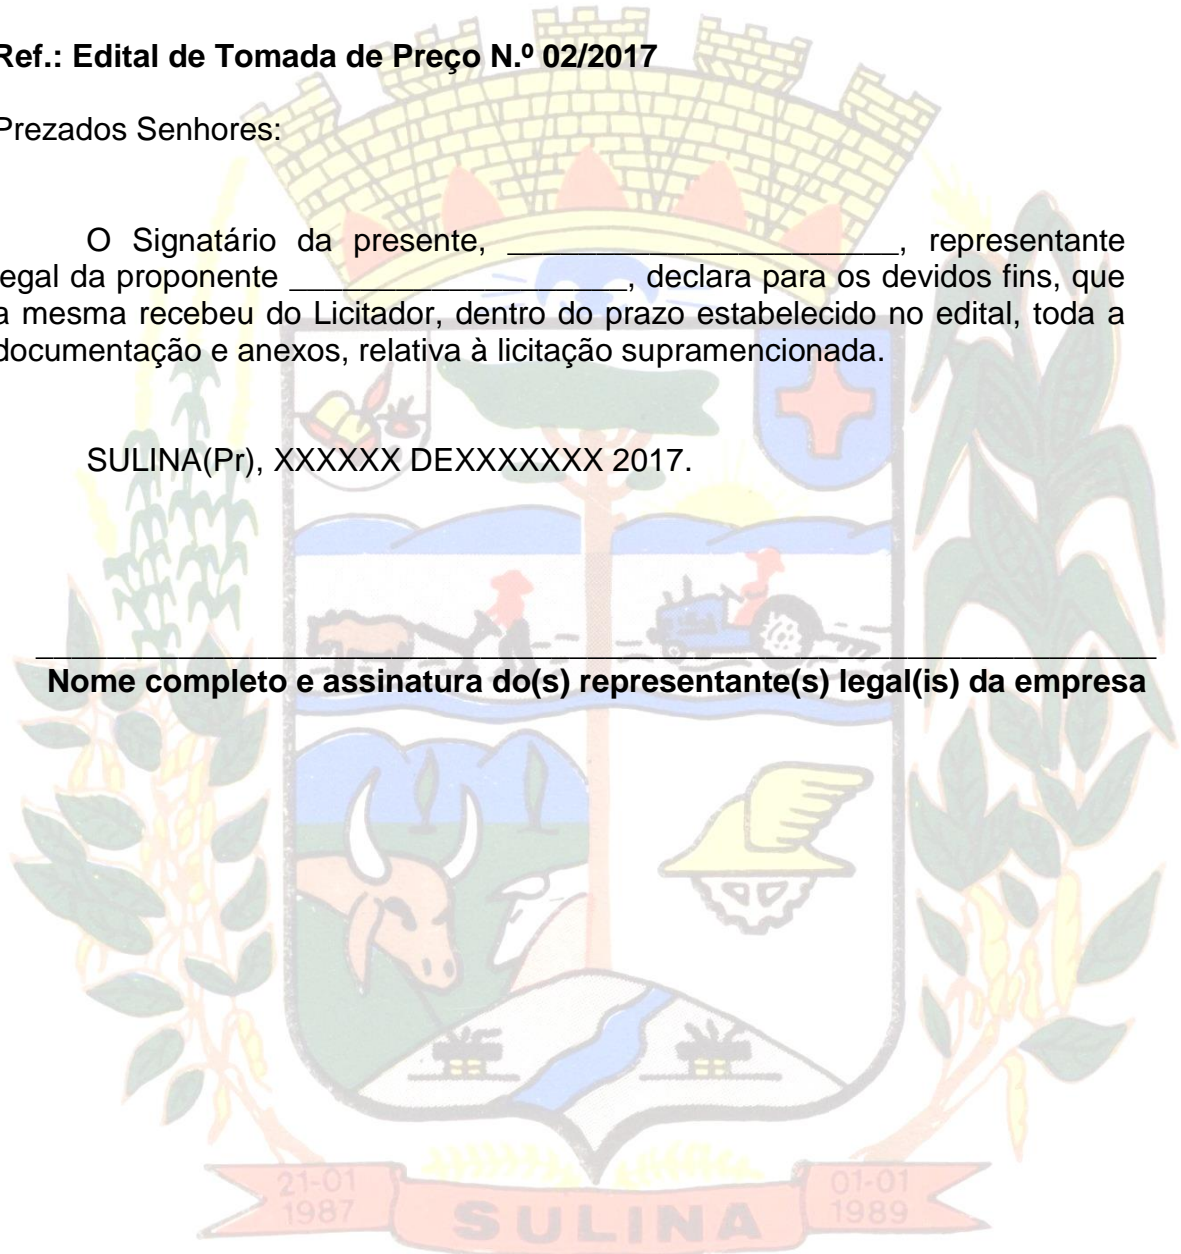 Ref.: Edital de Tomada de Preço N.º 02/2017
Prezados Senhores:
O Signatário da presente, ______________________, representante
legal da proponente ___________________, declara para os devidos fins, que
a mesma recebeu do Licitador, dentro do prazo estabelecido no edital, toda a
documentação e anexos, relativa à licitação supramencionada.
SULINA(Pr), XXXXXX DEXXXXXXX 2017.
_______________________________________________________________
Nome completo e assinatura do(s) representante(s) legal(is) da empresa
21-01
1987
SULINA
01-01
1989